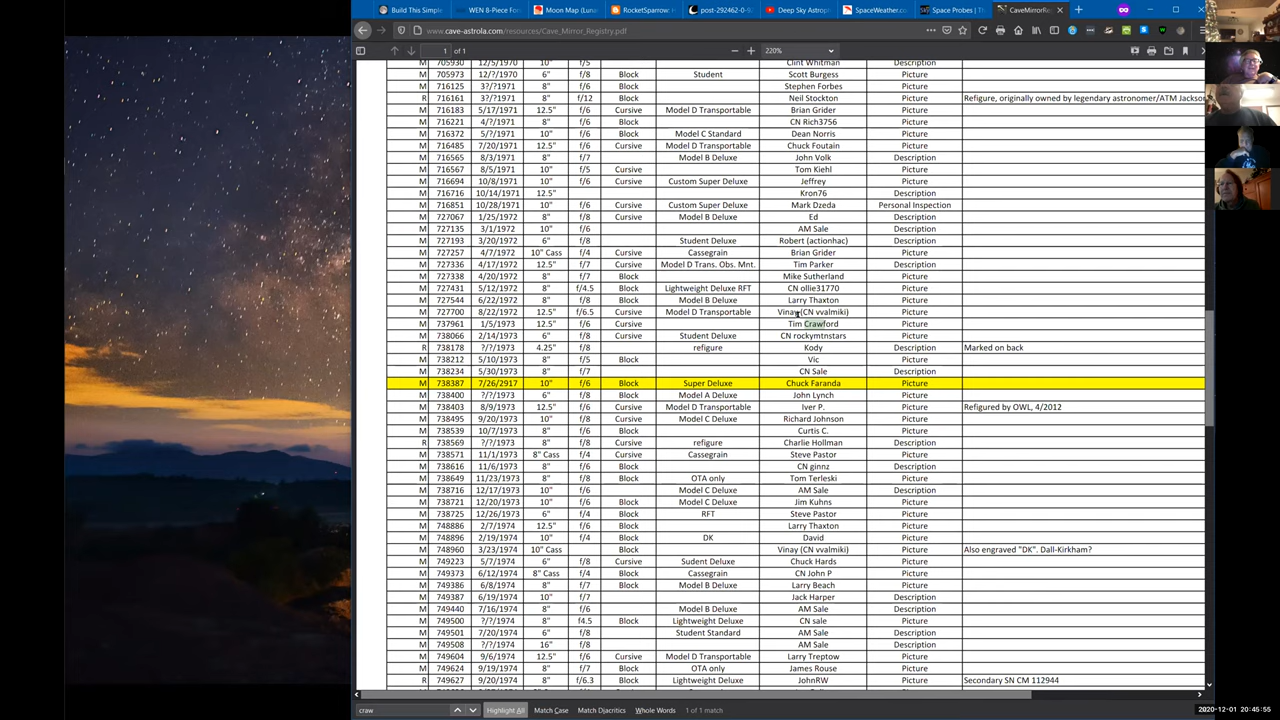 Build This Simple
WEN 8-Piece Fors
Moon Map (Lunar
RocketSparrow: M
post-292462-0-92
Deep Sky Astroph
SpaceWeather.com
Space Probes | Th
CaveMirrorRegistr
www.cave-astrola.com/resources/Cave_Mirror_Registry.pdf
1 of 1 220%
M 705930 12/5/1970 10" f/5 Clint Whitman Description
M 705973 12/?/1970 6" f/8 Block Student Scott Burgess Picture
M 716125 3?/?1971 8" f/6 Block Stephen Forbes Picture
R 716161 3?/?1971 8" f/12 Block Neil Stockton Picture Refigure, originally owned by legendary astronomer/ATM Jackson
M 716183 5/17/1971 12.5" f/6 Cursive Model D Transportable Brian Grider Picture
M 716221 4/?/1971 8" f/6 Block CN Rich3756 Picture
M 716372 5/?/1971 10" f/6 Block Model C Standard Dean Norris Picture
M 716485 7/20/1971 12.5" f/6 Cursive Model D Transportable Chuck Foutain Picture
M 716565 8/3/1971 8" f/7 Model B Deluxe John Volk Description
M 716567 8/5/1971 10" f/5 Cursive Tom Kiehl Picture
M 716694 10/8/1971 10" f/6 Cursive Custom Super Deluxe Jeffrey Picture
M 716716 10/14/1971 12.5" Kron76 Description
M 716851 10/28/1971 10" f/6 Cursive Custom Super Deluxe Mark Dzeda Personal Inspection
M 727067 1/25/1972 8" f/8 Cursive Model B Deluxe Ed Description
M 727135 3/1/1972 10" f/6 AM Sale Description
M 727193 3/20/1972 6" f/8 Student Deluxe Robert (actionhac) Description
M 727257 4/7/1972 10" Cass f/4 Cursive Cassegrain Brian Grider Picture
M 727336 4/17/1972 12.5" f/7 Cursive Model D Trans. Obs. Mnt. Tim Parker Description
M 727338 4/20/1972 8" f/7 Block Mike Sutherland Picture
M 727431 5/12/1972 8" f/4.5 Block Lightweight Deluxe RFT CN ollie31770 Picture
M 727544 6/22/1972 8" f/8 Block Model B Deluxe Larry Thaxton Picture
M 727700 8/22/1972 12.5" f/6.5 Cursive Model D Transportable Vinay (CN vvalmiki) Picture
M 737961 1/5/1973 12.5" f/6 Cursive Tim Crawford Picture
M 738066 2/14/1973 6" f/8 Cursive Student Deluxe CN rockymtnstars Picture
R 738178 ??/?1973 4.25" f/8 refigure Kody Description Marked on back
M 738212 5/10/1973 8" f/5 Block Vic Picture
M 738234 5/30/1973 8" f/7 CN Sale Description
M 738387 7/26/2917 10" f/6 Block Super Deluxe Chuck Faranda Picture
M 738400 ?/?/1973 6" f/8 Block Model A Deluxe John Lynch Picture
M 738403 8/9/1973 12.5" f/6 Cursive Model D Transportable Iver P. Picture Refigured by OWL, 4/2012
M 738495 9/20/1973 10" f/6 Cursive Model C Deluxe Richard Johnson Picture
M 738539 10/7/1973 8" f/6 Block Curtis C. Picture
R 738569 ?/?/1973 8" f/8 Cursive refigure Charlie Hollman Description
M 738571 11/1/1973 8" Cass f/4 Cursive Cassegrain Steve Pastor Picture
M 738616 11/6/1973 8" f/6 Block CN ginnz Picture
M 738649 11/23/1973 8" f/8 Block OTA only Tom Terleski Picture
M 738716 12/17/1973 10" f/6 Model C Deluxe AM Sale Description
M 738721 12/20/1973 10" f/6 Block Model C Deluxe Jim Kuhns Picture
M 738725 12/26/1973 6" f/4 Block RFT Steve Pastor Picture
M 748886 2/7/1974 12.5" f/6 Block Larry Thaxton Picture
M 748896 2/19/1974 10" f/4 Block DK David Picture
M 748960 3/23/1974 10" Cass Block Vinay (CN vvalmiki) Picture Also engraved "DK". Dall-Kirkham?
M 749223 5/7/1974 6" f/8 Cursive Sudent Deluxe Chuck Hards Picture
M 749373 6/12/1974 8" Cass f/4 Block Cassegrain CN John P Picture
M 749386 6/8/1974 8" f/7 Block Model B Deluxe Larry Beach Picture
M 749387 6/19/1974 10" f/7 Jack Harper Description
M 749440 7/16/1974 8" f/6 Model B Deluxe AM Sale Description
M 749500 ?/?/1974 8" f4.5 Block Lightweight Deluxe CN sale Picture
M 749501 7/20/1974 6" f/8 Student Standard AM Sale Description
M 749508 ?/?/1974 16" f/8 AM Sale Description
M 749604 9/6/1974 12.5" f/6 Cursive Model D Transportable Larry Treptow Picture
M 749624 9/19/1974 8" f/7 Block OTA only James Rouse Picture
R 749627 9/20/1974 8" f/6.3 Block Lightweight Deluxe JohnRW Picture Secondary SN CM 112944
craw Highlight All Match Case Match Diacritics Whole Words 1 of 1 match
2020-12-01 20:45:55